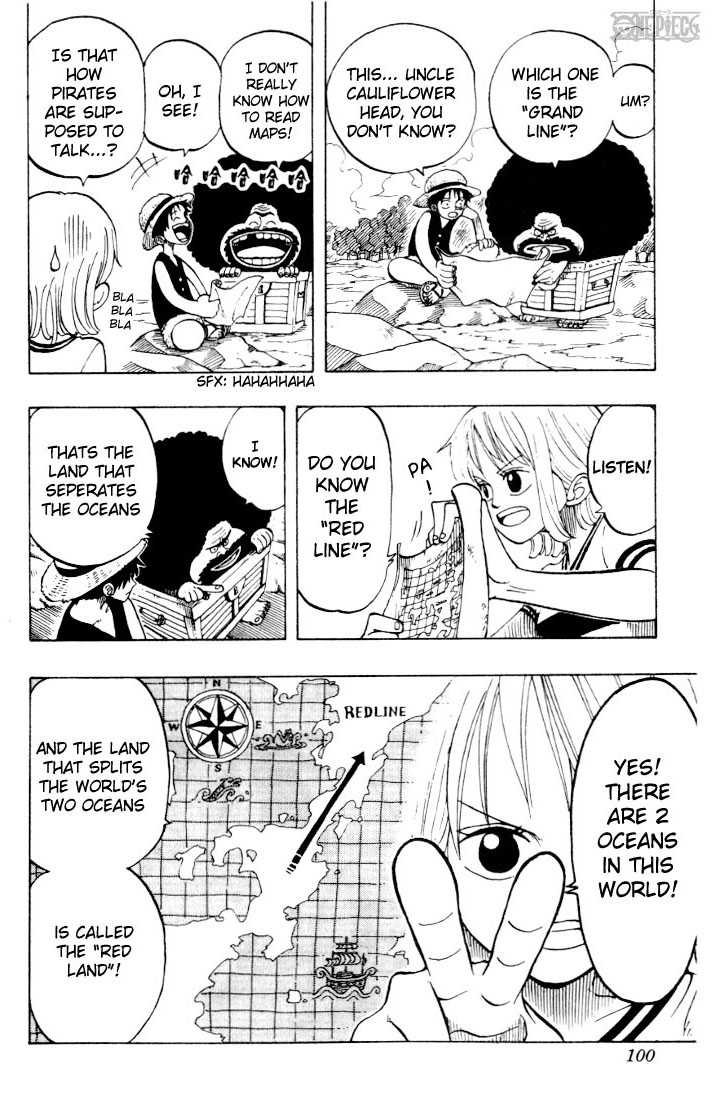 ONE PIECE
UM?
WHICH ONE
IS THE
"GRAND
LINE"?
THIS... UNCLE
CAULIFLOWER
HEAD, YOU
DON'T KNOW?
I DON'T
REALLY
KNOW HOW
TO READ
MAPS!
OH, I
SEE!
IS THAT
HOW
PIRATES
ARE SUP-
POSED TO
TALK...?
BLA
BLA
BLA
SFX: HAHAHHAHA
LISTEN!
PA
!
DO YOU
KNOW
THE
"RED
LINE"?
I
KNOW!
THATS THE
LAND THAT
SEPERATES
THE OCEANS
YES!
THERE
ARE 2
OCEANS
IN THIS
WORLD!
REDLINE
N
W
E
S
AND THE LAND
THAT SPLITS
THE WORLD'S
TWO OCEANS
IS CALLED
THE "RED
LAND"!
100